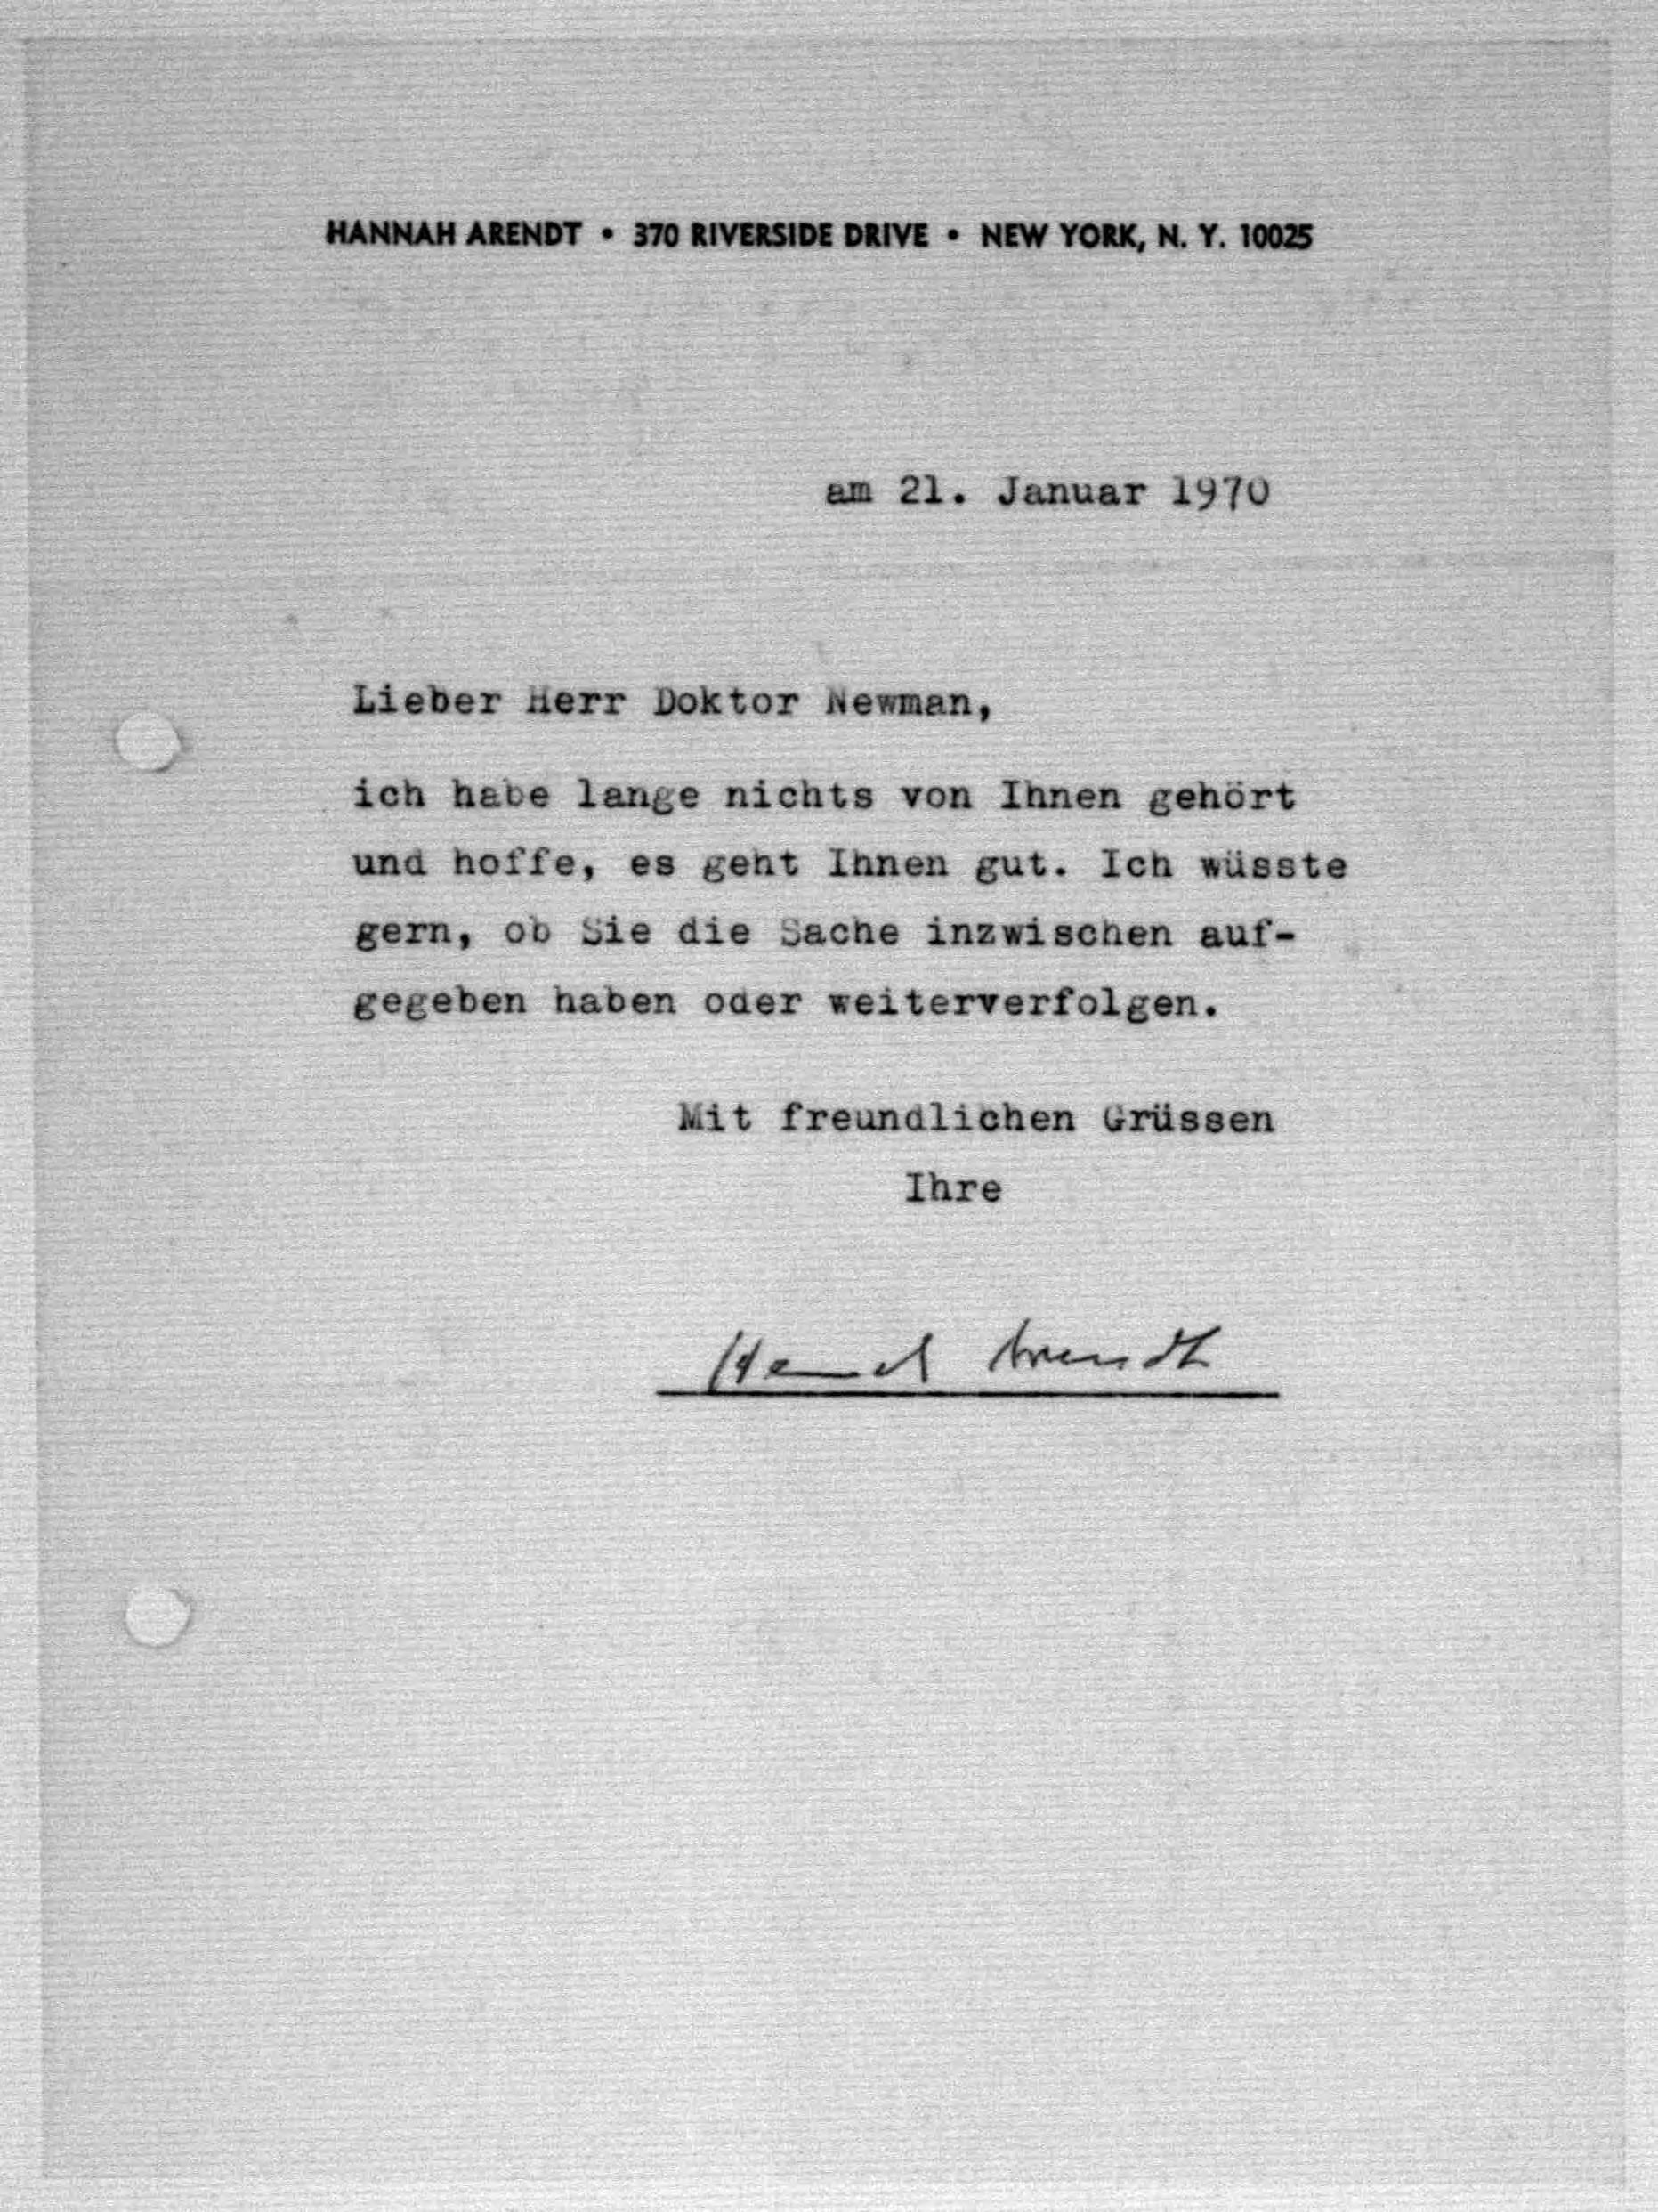 HANNAH ARENDT • 370 RIVERSIDE DRIVE • NEW YORK, N. Y. 10025
am 21. Januar 1970
Lieber Herr Doktor Newman,
ich habe lange nichts von Ihnen gehört
und hoffe, es geht Ihnen gut. Ich wüsste
gern, ob Sie die Sache inzwischen auf-
gegeben haben oder weiterverfolgen.
Mit freundlichen Grüssen
Ihre
Hannah Arendt